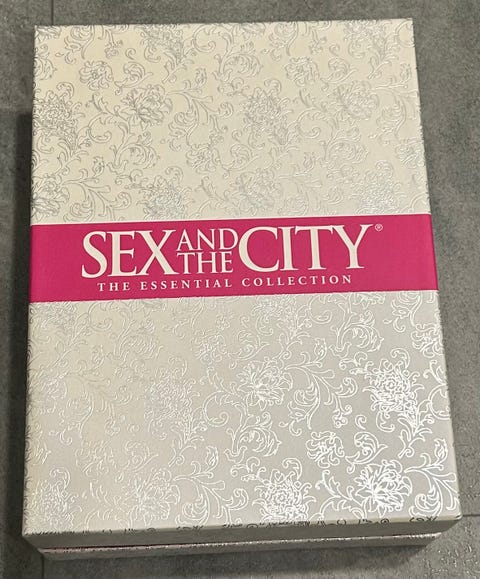 SEX AND THE CITY®
THE ESSENTIAL COLLECTION